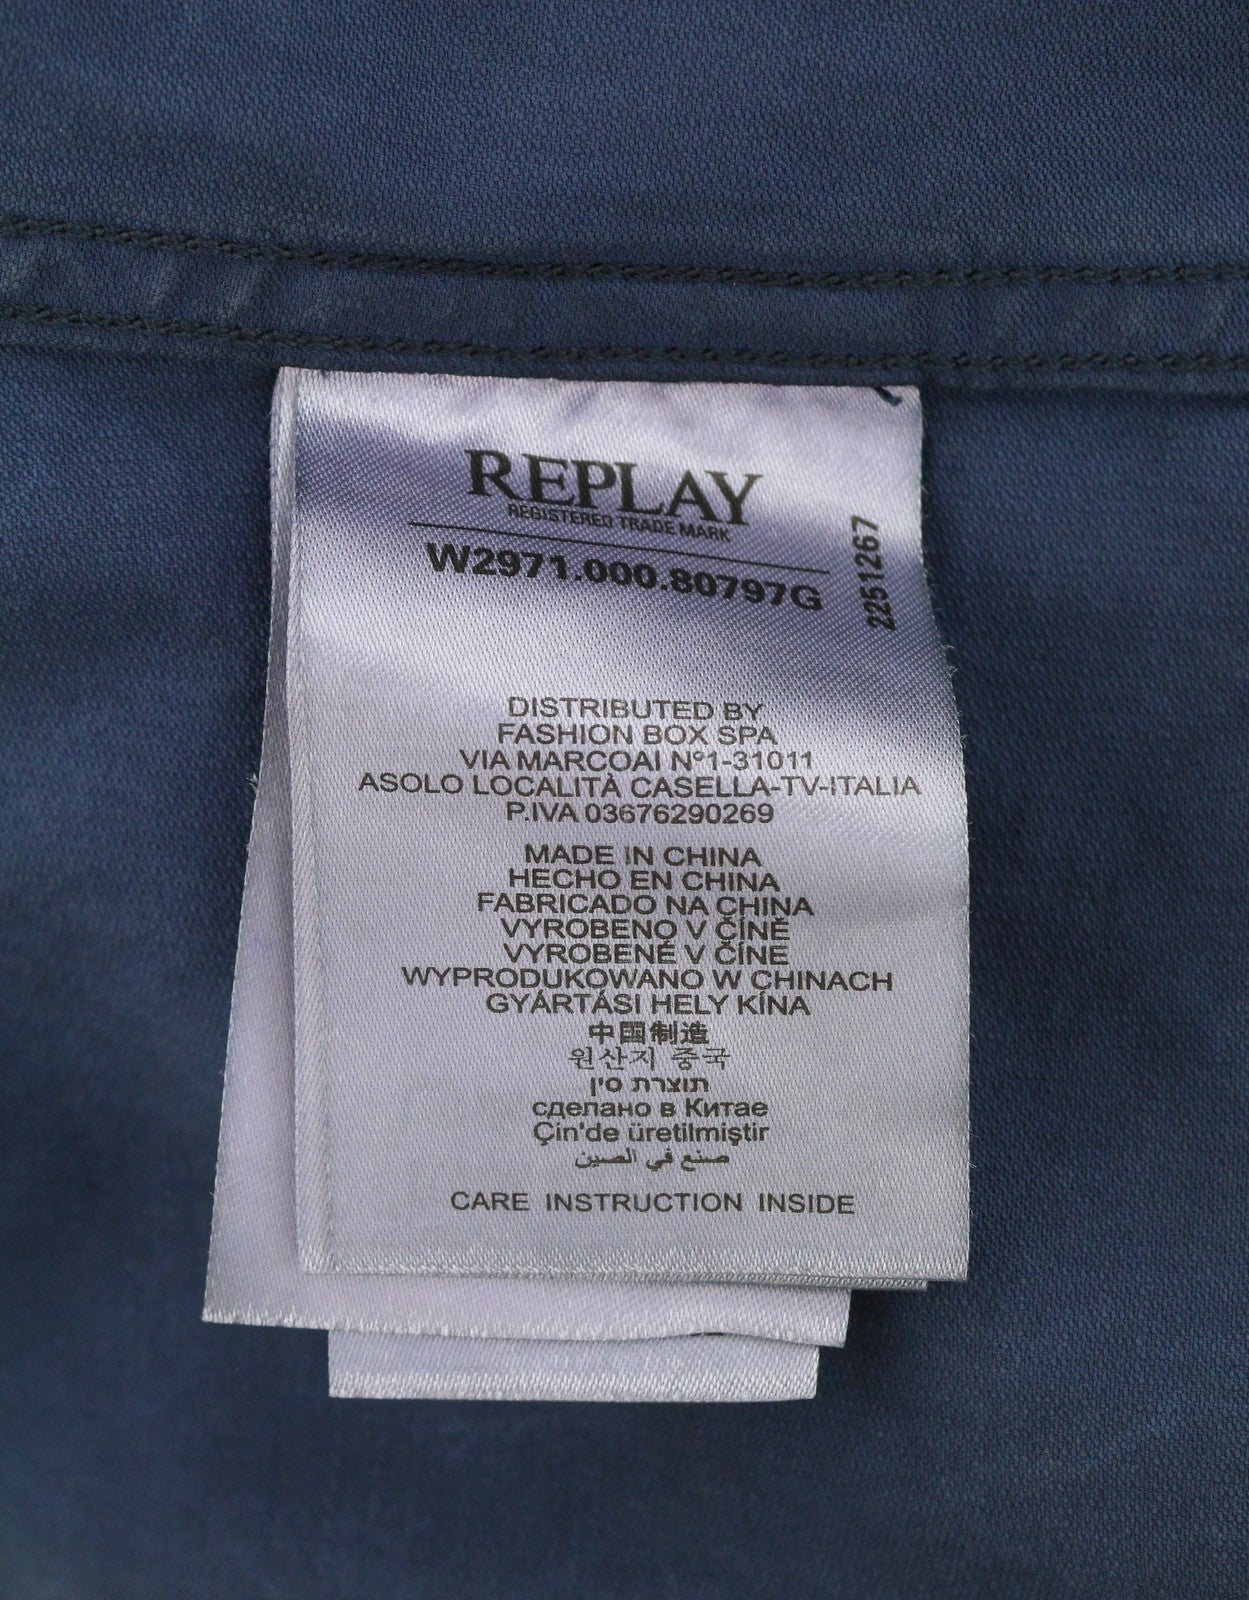 REPLAY
REGISTERED TRADE MARK
W2971.000.80797G
2251267
DISTRIBUTED BY
FASHION BOX SPA
VIA MARCOAI N°1-31011
ASOLO LOCALITÀ CASELLA-TV-ITALIA
P.IVA 03676290269
MADE IN CHINA
HECHO EN CHINA
FABRICADO NA CHINA
VYROBENO V ČÍNĚ
VYROBENÉ V ČÍNE
WYPRODUKOWANO W CHINACH
GYÁRTÁSI HELY KÍNA
中国制造
원산지 중국
תוצרת סין
сделано в Китае
Çin'de üretilmiştir
صنع في الصين
CARE INSTRUCTION INSIDE